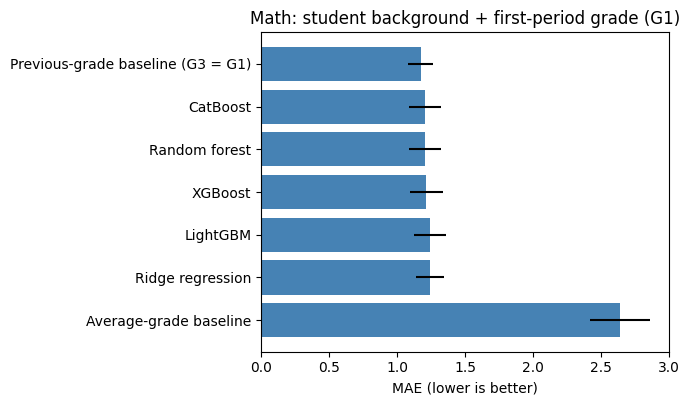 Math: student background + first-period grade (G1)
Previous-grade baseline (G3 = G1)
CatBoost
Random forest
XGBoost
LightGBM
Ridge regression
Average-grade baseline
0.0 0.5 1.0 1.5 2.0 2.5 3.0
MAE (lower is better)